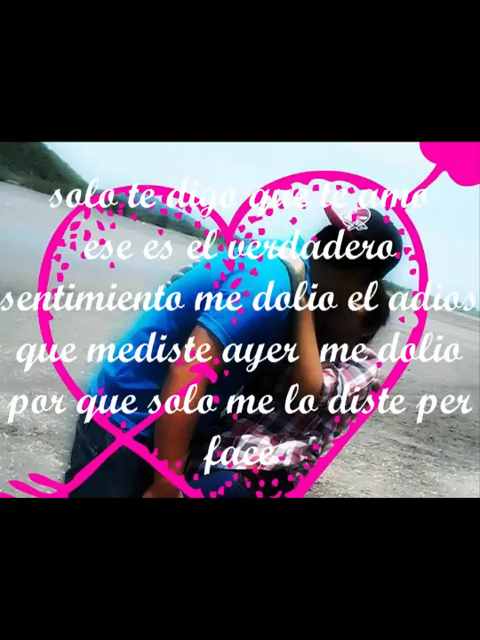 solo te digo que te amo
ese es el verdadero
sentimiento me dolio el adios
que mediste ayer me dolio
por que solo me lo diste per
face